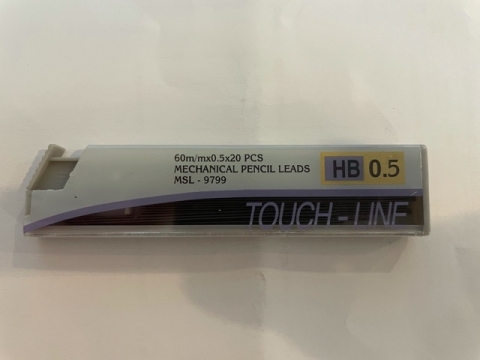 60m/mx0.5x20 PCS
MECHANICAL PENCIL LEADS
MSL - 9799
HB 0.5
TOUCH - LINE